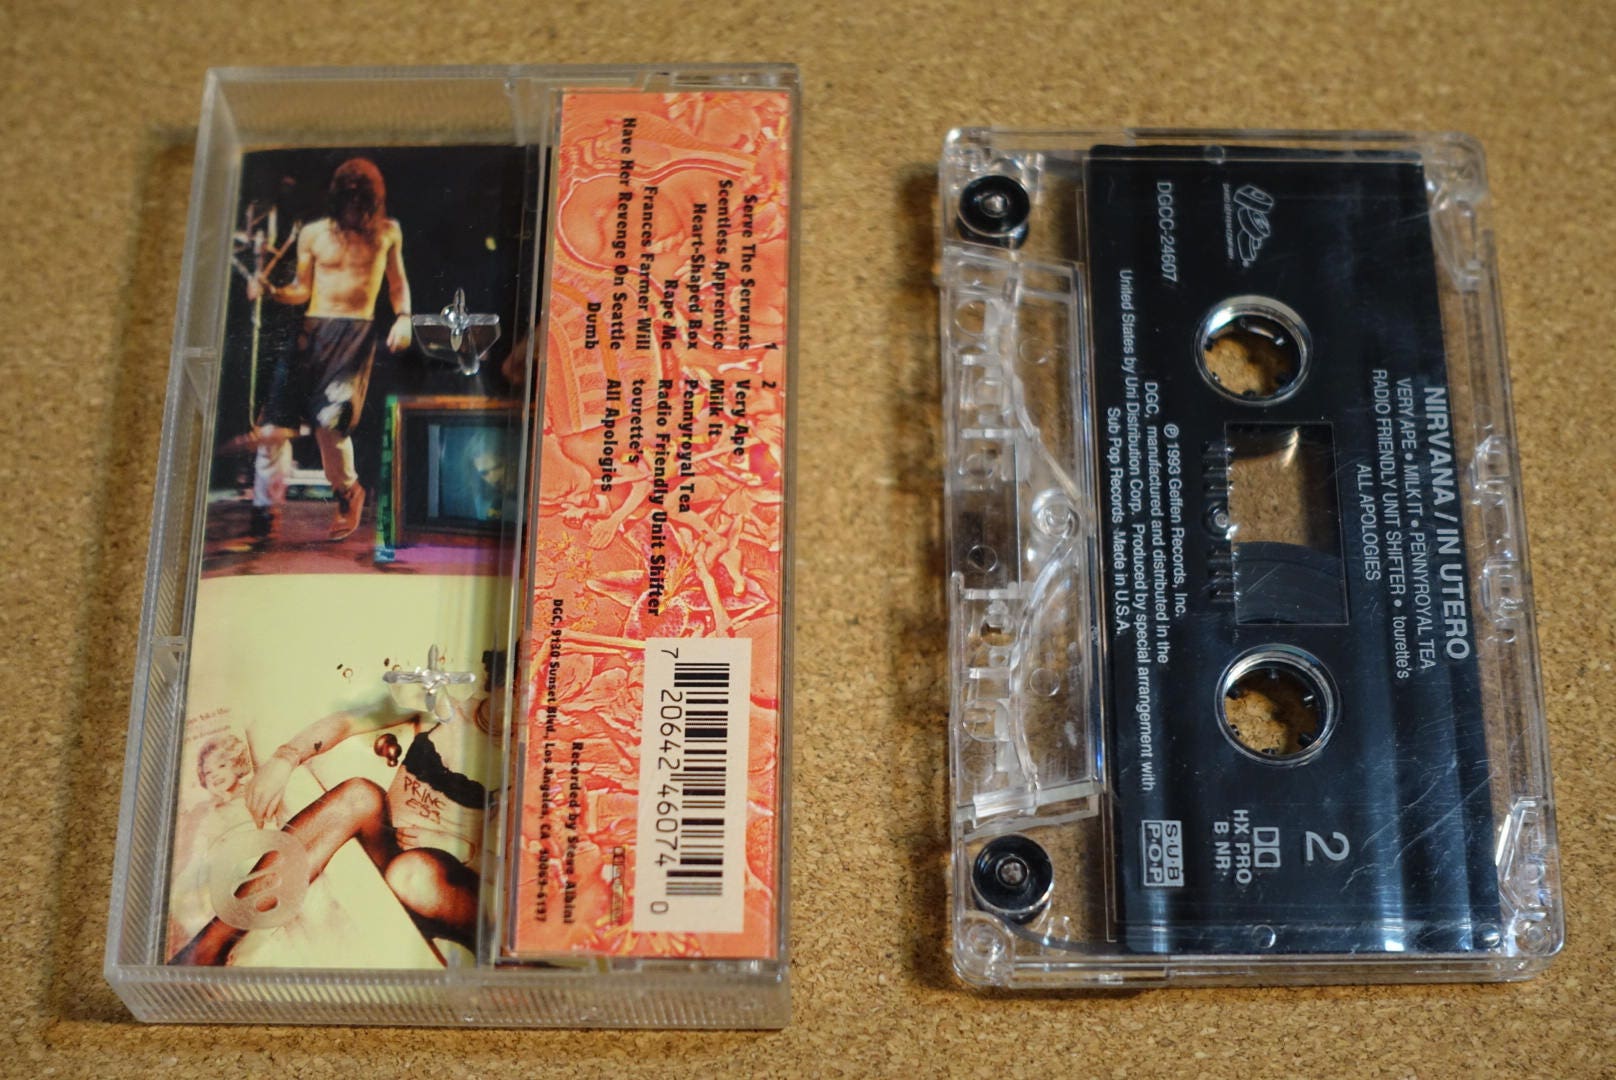 1
Serve The Servants
Scentless Apprentice
Heart-Shaped Box
Rape Me
Frances Farmer Will
Have Her Revenge On Seattle
Dumb
2
Very Ape
Milk It
Pennyroyal Tea
Radio Friendly Unit Shifter
tourette's
All Apologies
Recorded by Steve Albini
DGC, 9130 Sunset Blvd. Los Angeles, CA 90069-6197
7 20642 46074 0
NIRVANA / IN UTERO
VERY APE • MILK IT • PENNYROYAL TEA
RADIO FRIENDLY UNIT SHIFTER • tourette's
ALL APOLOGIES
2
HX PRO
B NR
DGCC-24607
℗ 1993 Geffen Records, Inc.
DGC, manufactured and distributed in the
United States by Uni Distribution Corp. Produced by special arrangement with
Sub Pop Records Made in U.S.A.
SUB
POP